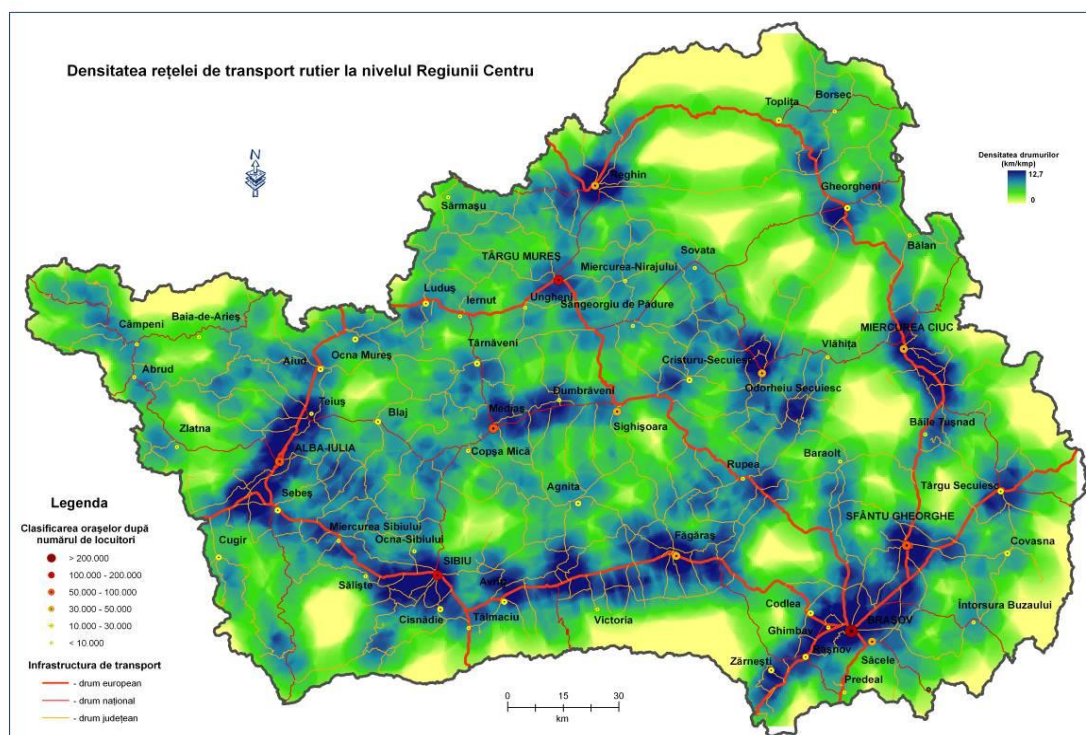 Densitatea rețelei de transport rutier la nivelul Regiunii Centru
N
Densitatea drumurilor
(km/kmp)
12,7
0
Borsec
Toplița
Reghin
Gheorgheni
Sărmașu
Bălan
Sovata
TÂRGU MUREȘ
Miercurea-Nirajului
Luduș
Iernut
Ungheni
Sângeorgiu de Pădure
MIERCUREA CIUC
Baia-de-Arieș
Câmpeni
Ocna Mureș
Aiud
Târnăveni
Vlăhița
Cristuru-Secuiesc
Abrud
Odorheiu Secuiesc
Dumbrăveni
Teiuș
Blaj
Mediaș
Sighișoara
Zlatna
Băile Tușnad
ALBA-IULIA
Copșa Mică
Baraolt
Rupea
Târgu Secuiesc
Agnita
Sebeș
SFÂNTU GHEORGHE
Miercurea Sibiului
Ocna-Sibiului
Cugir
Făgăraș
Covasna
SIBIU
Săliște
Avrig
Cisnădie
Tălmaciu
Victoria
Codlea
Întorsura Buzaului
BRAȘOV
Ghimbav
Râșnov
Săcele
Zărnești
Predeal
Legenda
Clasificarea orașelor după
numărul de locuitori
> 200.000
100.000 - 200.000
50.000 - 100.000
30.000 - 50.000
10.000 - 30.000
< 10.000
Infrastructura de transport
- drum european
- drum național
- drum județean
0 15 30
km